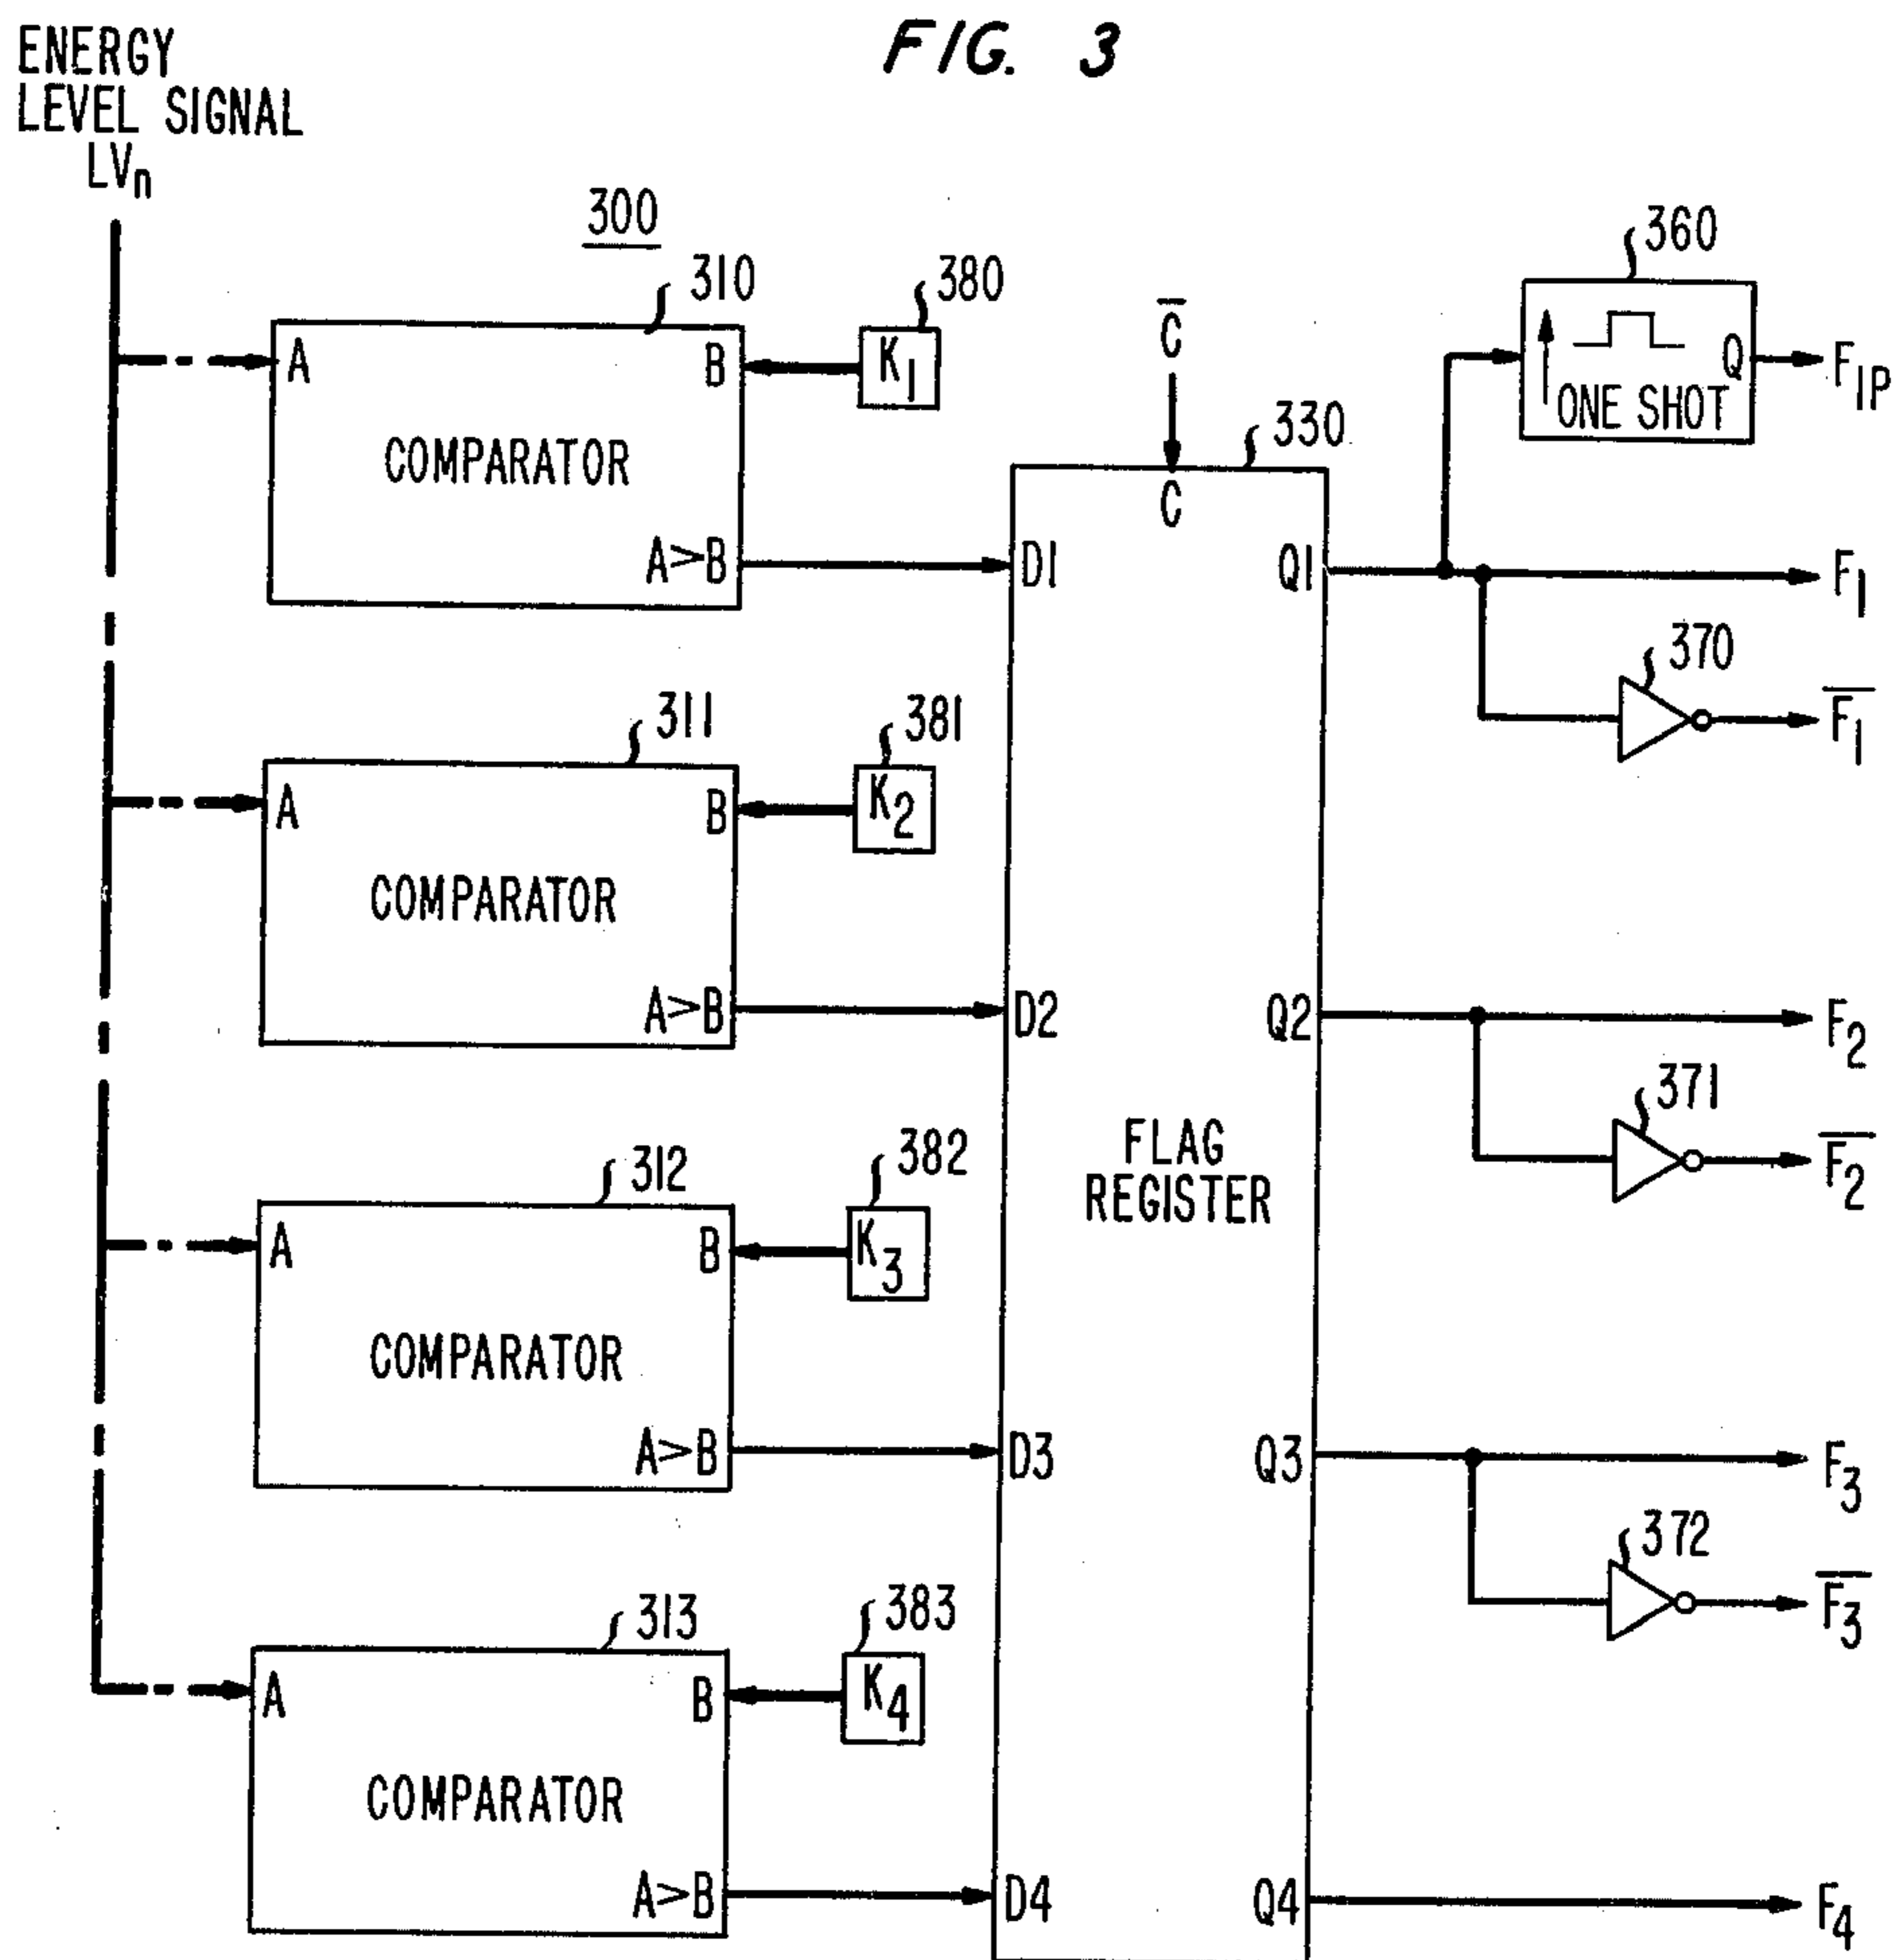 FIG. 3
ENERGY
LEVEL SIGNAL
LVn
300
310
380
A
B
K1
COMPARATOR
A>B
311
381
A
B
K2
COMPARATOR
A>B
312
382
A
B
K3
COMPARATOR
A>B
313
383
A
B
K4
COMPARATOR
A>B
C̅
330
C
D1
Q1
D2
Q2
FLAG
REGISTER
D3
Q3
D4
Q4
360
Q
ONE SHOT
F1P
F1
370
F̅1̅
F2
371
F̅2̅
F3
372
F̅3̅
F4